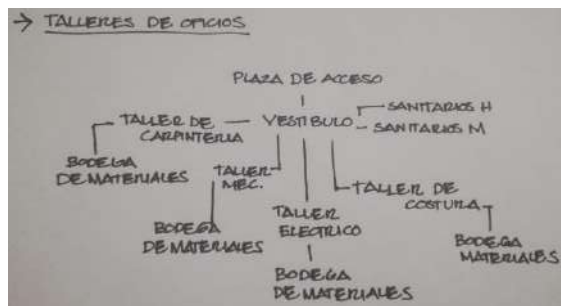 → TALLERES DE OFICIOS
PLAZA DE ACCESO
TALLER DE
CARPINTERIA
BODEGA
DE MATERIALES
VESTIBULO
SANITARIOS H
SANITARIOS M
TALLER
MEC.
BODEGA
DE MATERIALES
TALLER
ELECTRICO
BODEGA
DE MATERIALES
TALLER DE
COSTURA
BODEGA
MATERIALES